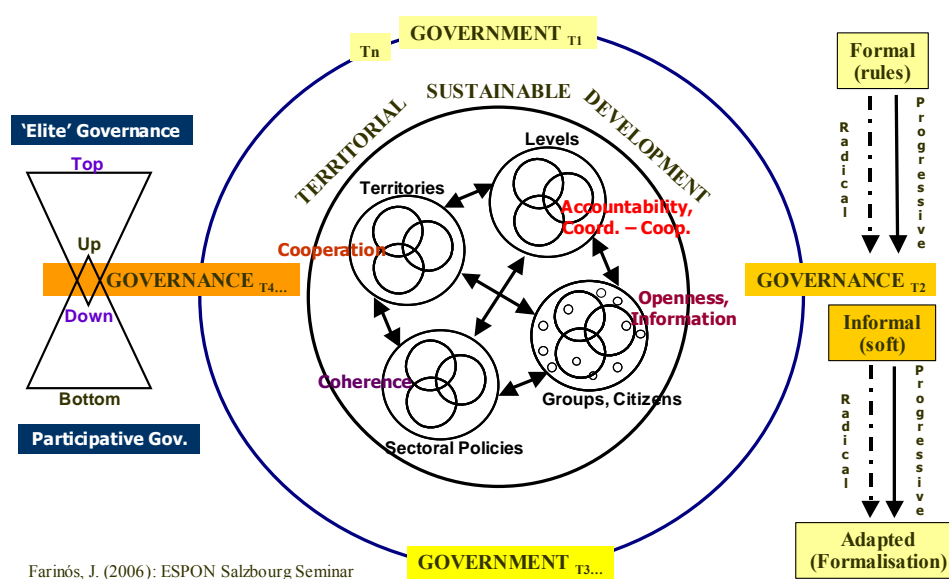 Tn
GOVERNMENT T1
Formal
(rules)
SUSTAINABLE
TERRITORIAL
DEVELOPMENT
Radical
Progressive
‘Elite’ Governance
Top
Up
Down
Bottom
Participative Gov.
Levels
Territories
Accountability,
Coord. – Coop.
Cooperation
GOVERNANCE T4...
GOVERNANCE T2
Openness,
Information
Informal
(soft)
Coherence
Groups, Citizens
Sectoral Policies
Radical
Progressive
Adapted
(Formalisation)
GOVERNMENT T3...
Farinós, J. (2006): ESPON Salzbourg Seminar